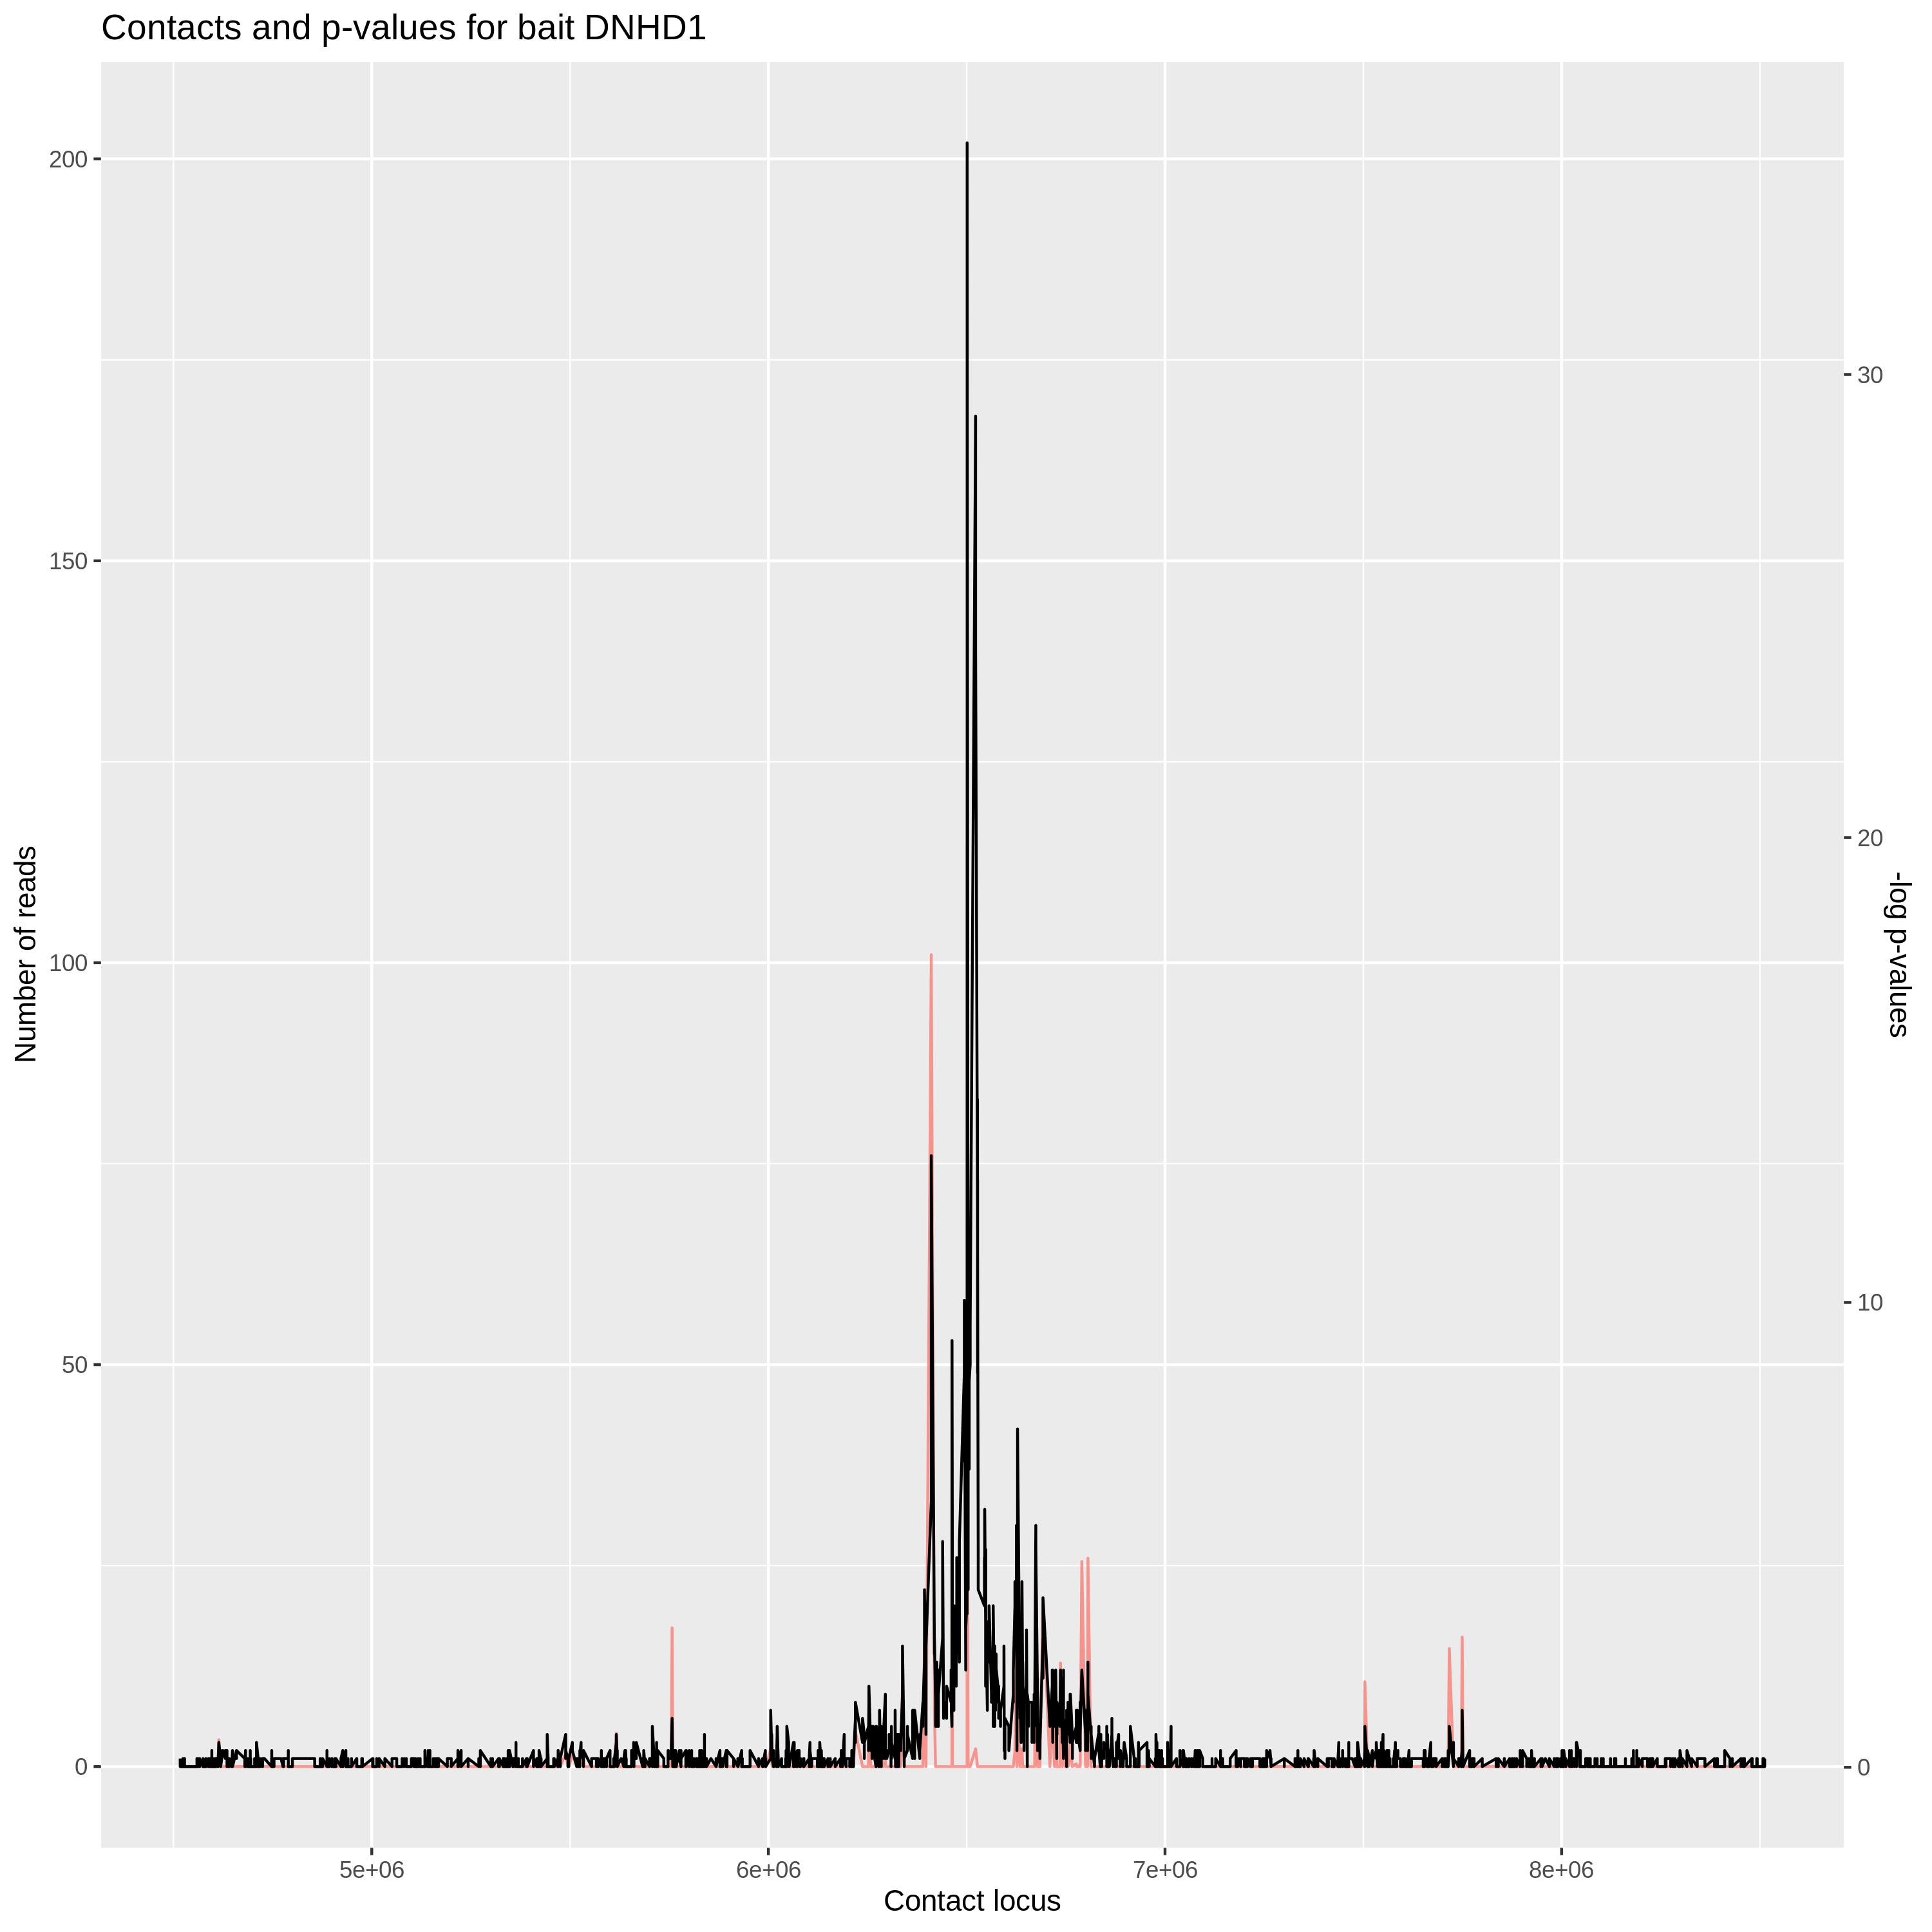 Contacts and p-values for bait DNHD1
200
150
100
50
0
Number of reads
30
20
10
0
-log p-values
5e+06
6e+06
7e+06
8e+06
Contact locus